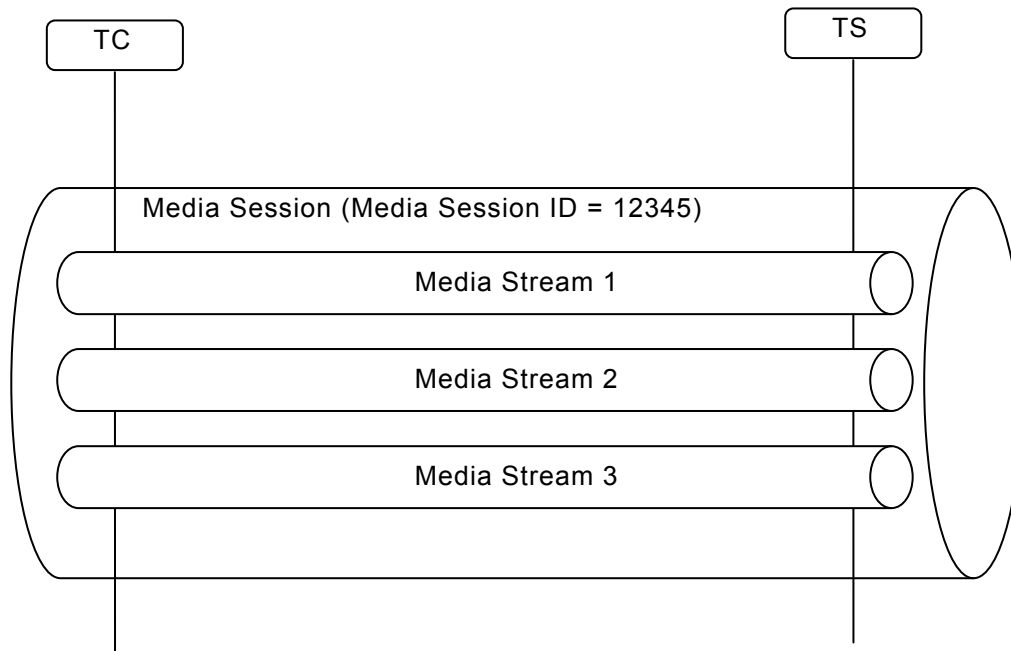 TC
TS
Media Session (Media Session ID = 12345)
Media Stream 1
Media Stream 2
Media Stream 3